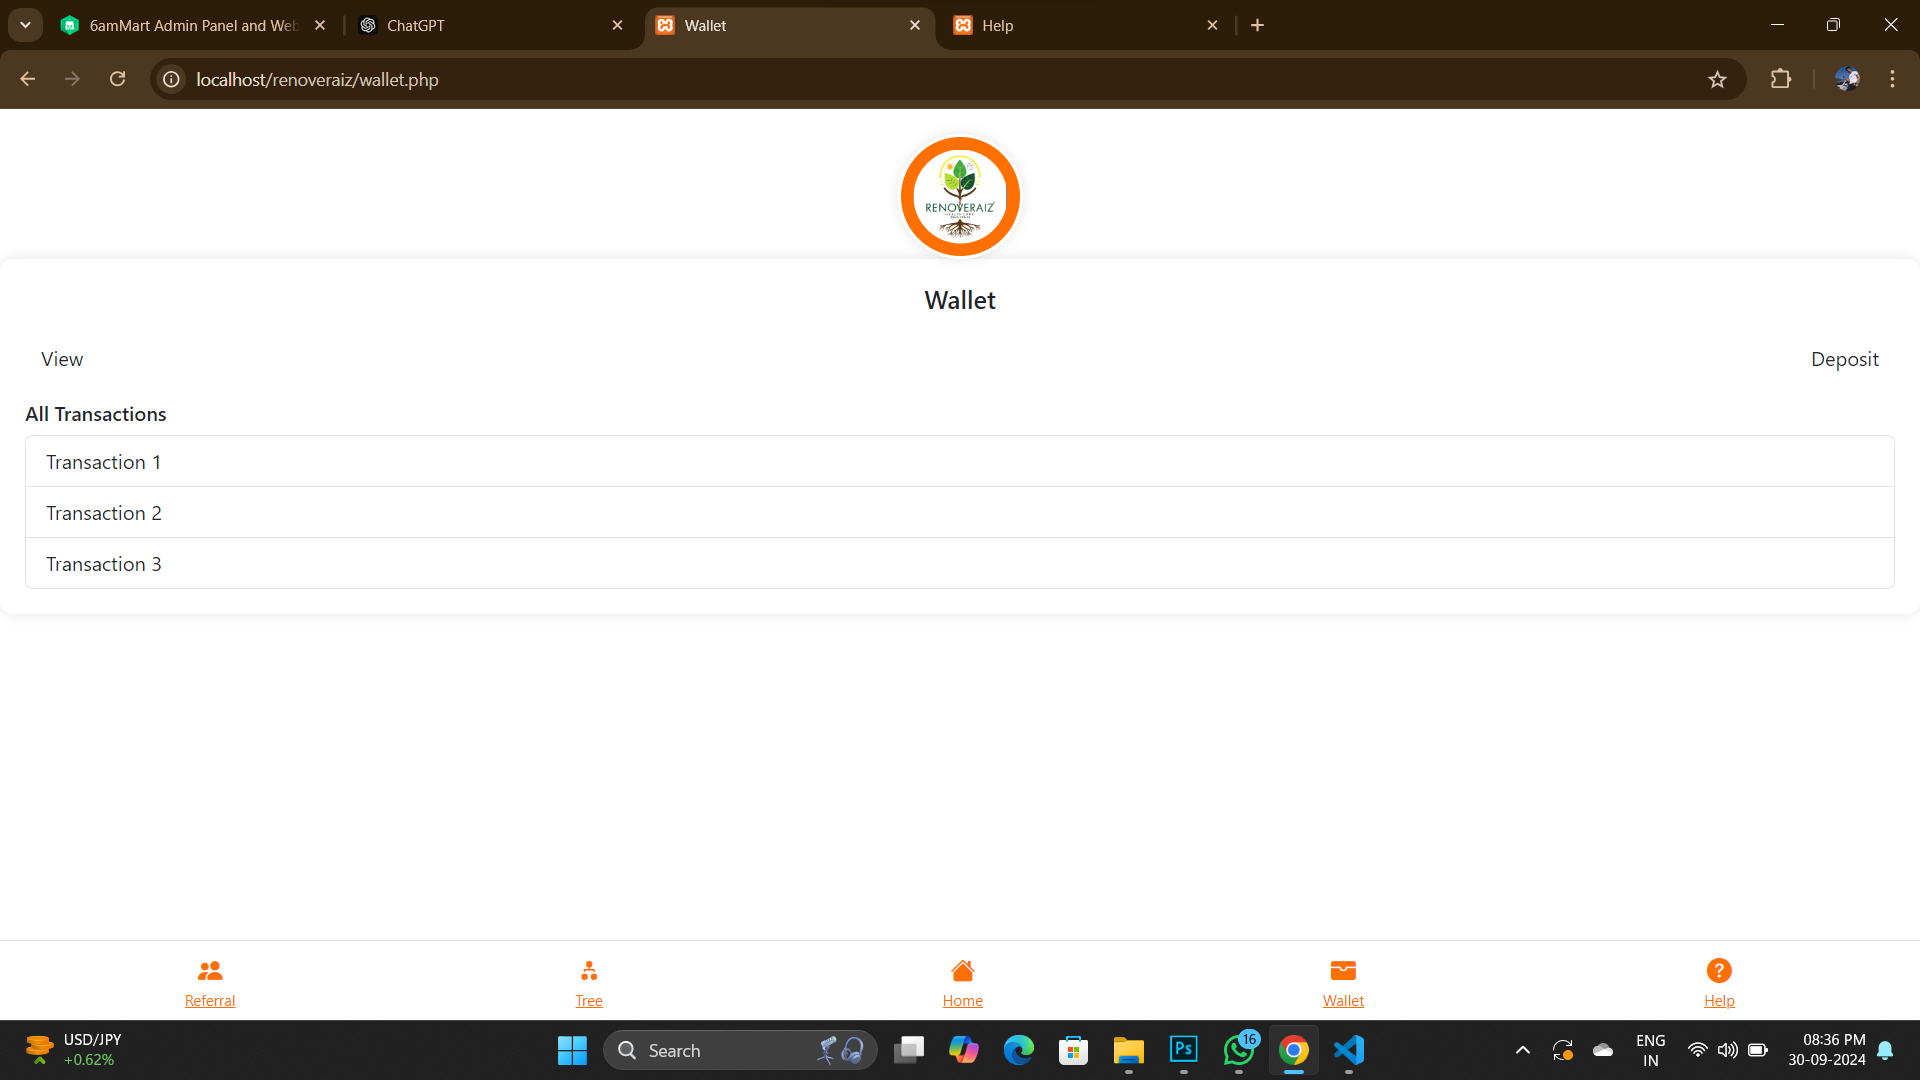 6amMart Admin Panel and Web
ChatGPT
Wallet
Help
localhost/renoveraiz/wallet.php
RENOVERAIZ
Wallet
View
Deposit
All Transactions
Transaction 1
Transaction 2
Transaction 3
Referral
Tree
Home
Wallet
Help
USD/JPY
+0.62%
Search
Ps
16
ENG
IN
08:36 PM
30-09-2024